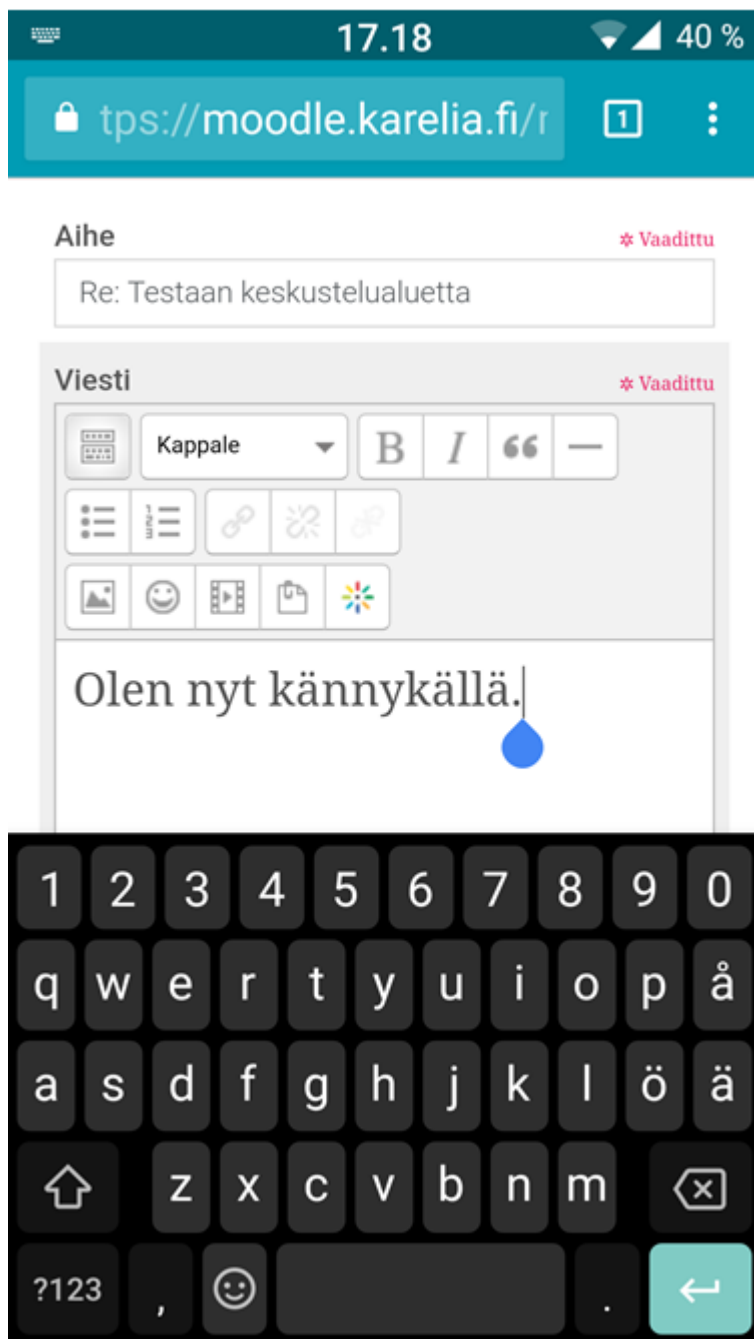 17.18 40 %
tps://moodle.karelia.fi/r 1
Aihe ✲ Vaadittu
Re: Testaan keskustelualuetta
Viesti ✲ Vaadittu
Kappale B I
Olen nyt kännykällä.
1 2 3 4 5 6 7 8 9 0
q w e r t y u i o p å
a s d f g h j k l ö ä
z x c v b n m
?123 , .